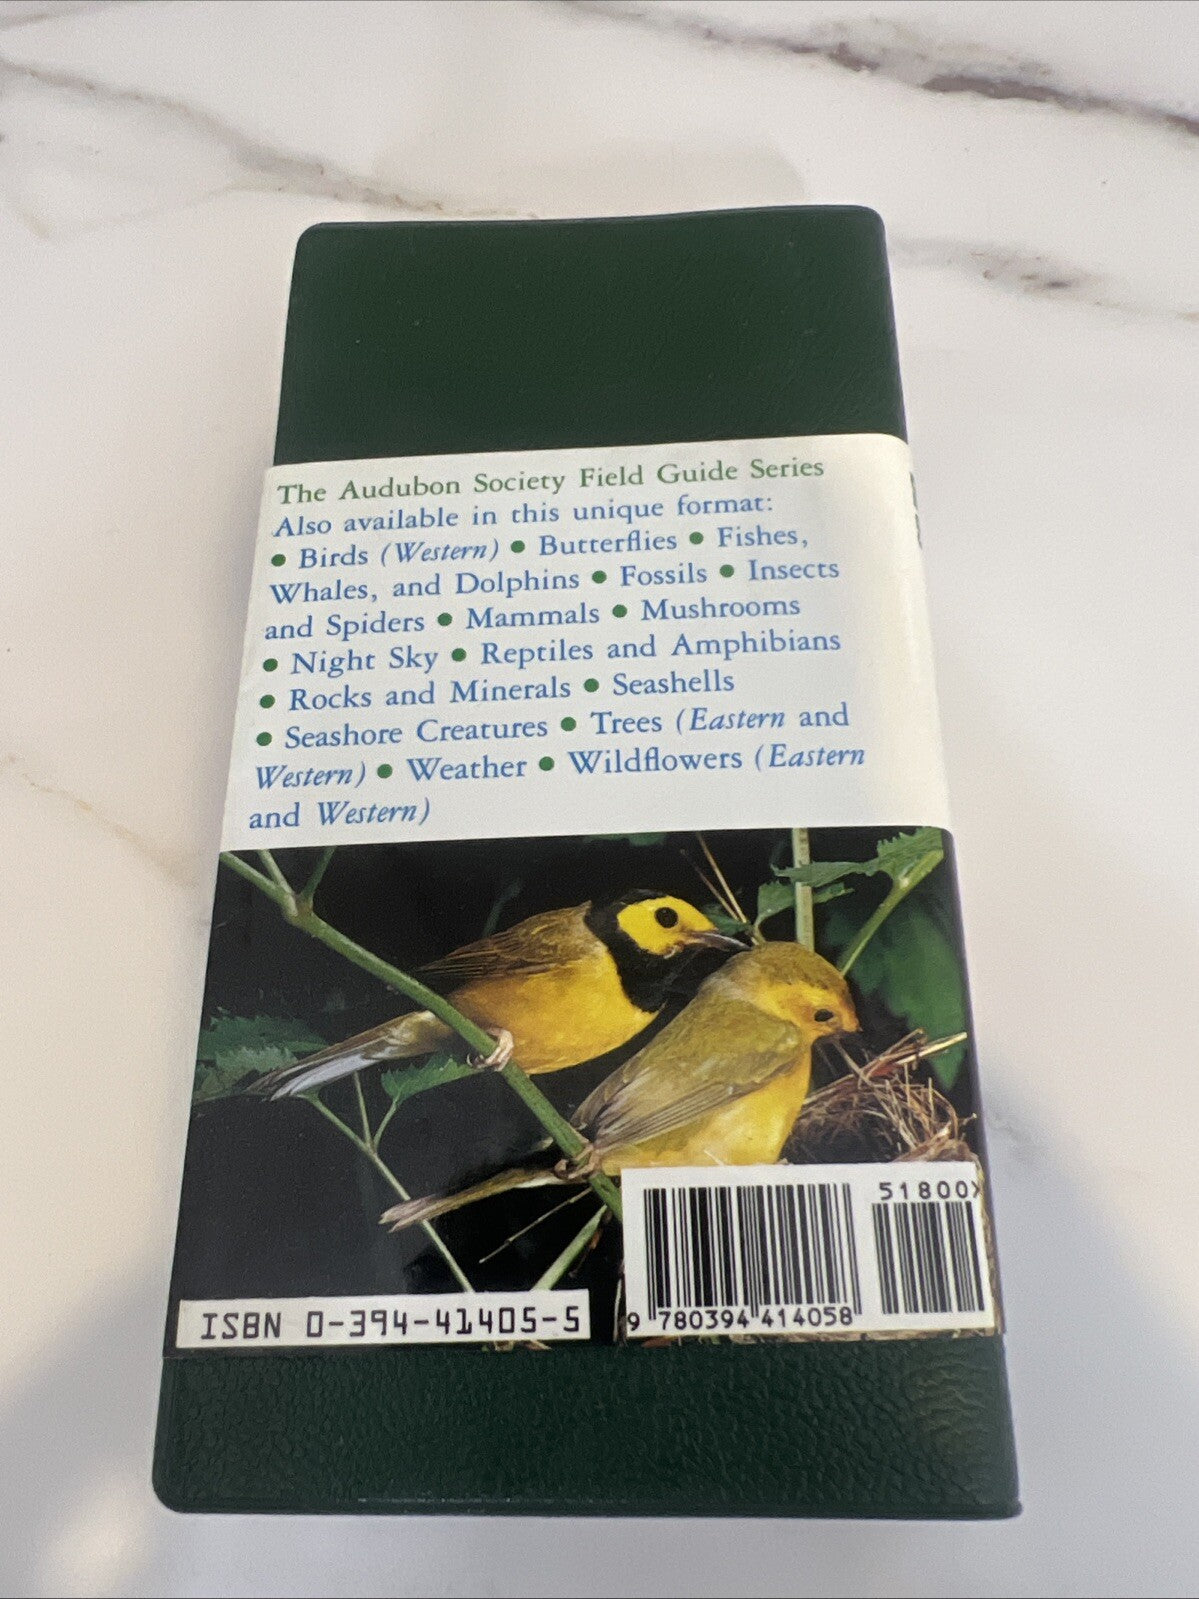 The Audubon Society Field Guide Series
Also available in this unique format:
• Birds (Western) • Butterflies • Fishes,
Whales, and Dolphins • Fossils • Insects
and Spiders • Mammals • Mushrooms
• Night Sky • Reptiles and Amphibians
• Rocks and Minerals • Seashells
• Seashore Creatures • Trees (Eastern and
Western) • Weather • Wildflowers (Eastern
and Western)
51800
ISBN 0-394-41405-5
9 780394 414058